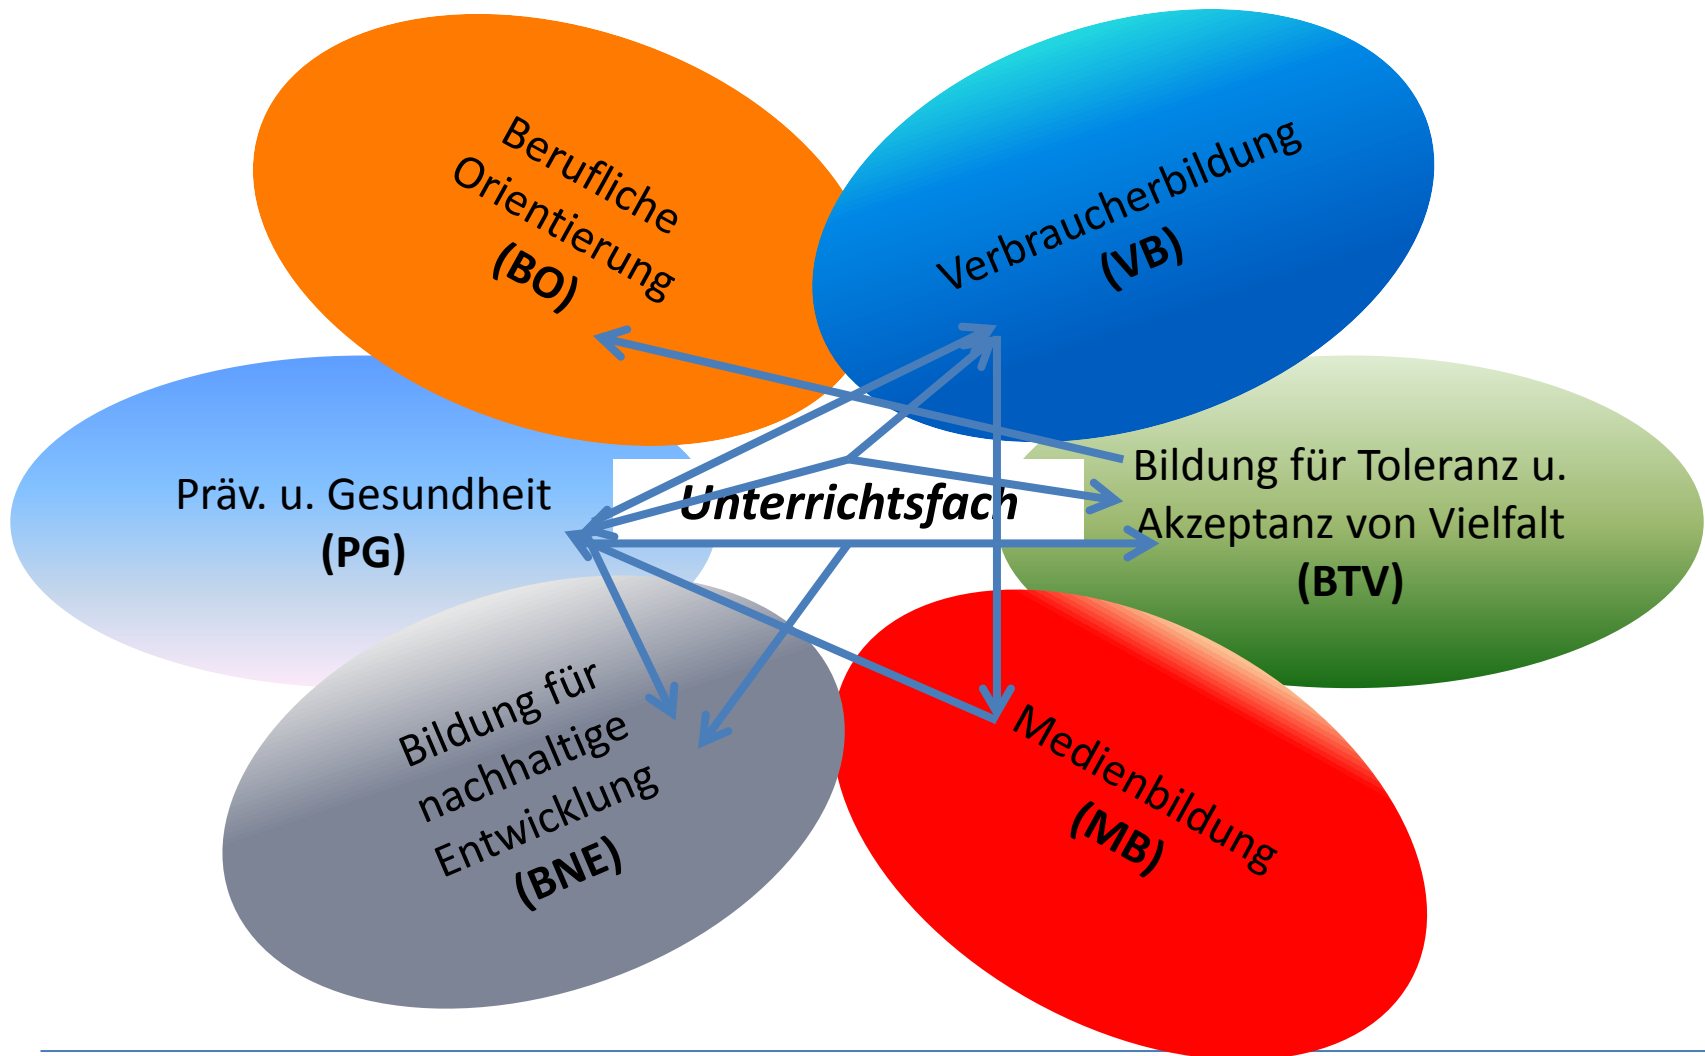 Berufliche
Orientierung
(BO)
Verbraucherbildung
(VB)
Präv. u. Gesundheit
(PG)
Unterrichtsfach
Bildung für Toleranz u.
Akzeptanz von Vielfalt
(BTV)
Bildung für
nachhaltige
Entwicklung
(BNE)
Medienbildung
(MB)